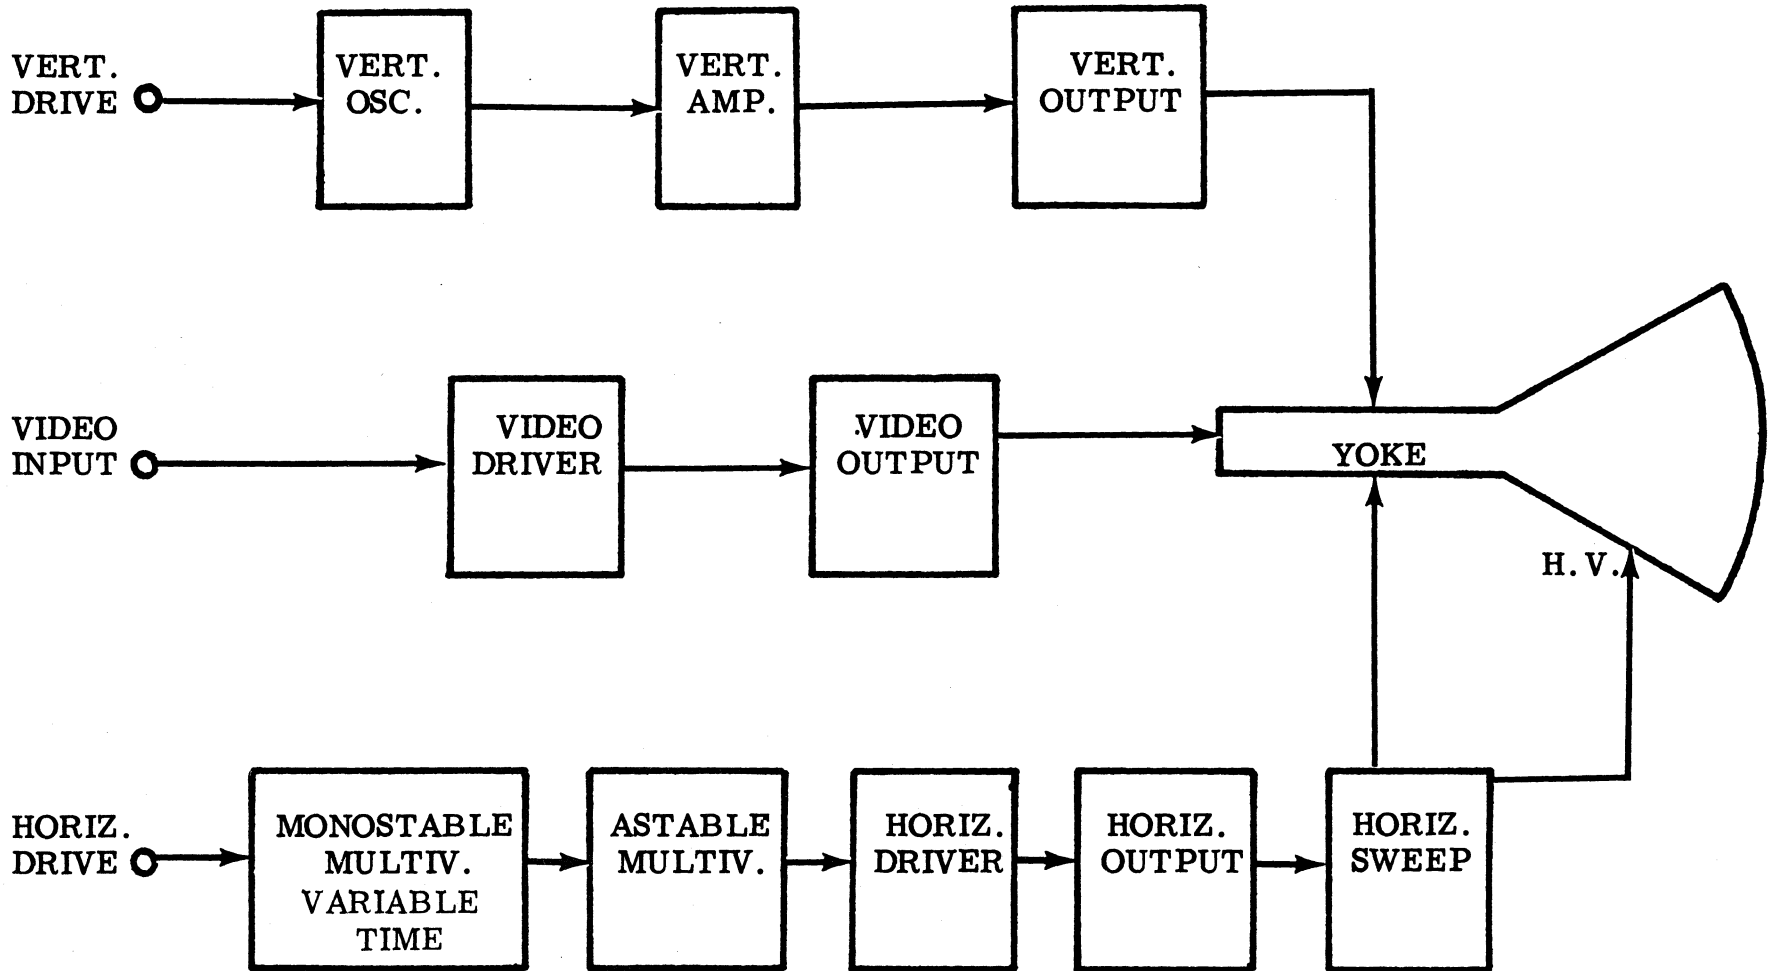 VERT.
DRIVE
VERT.
OSC.
VERT.
AMP.
VERT.
OUTPUT
VIDEO
INPUT
VIDEO
DRIVER
VIDEO
OUTPUT
YOKE
H. V.
HORIZ.
DRIVE
MONOSTABLE
MULTIV.
VARIABLE
TIME
ASTABLE
MULTIV.
HORIZ.
DRIVER
HORIZ.
OUTPUT
HORIZ.
SWEEP